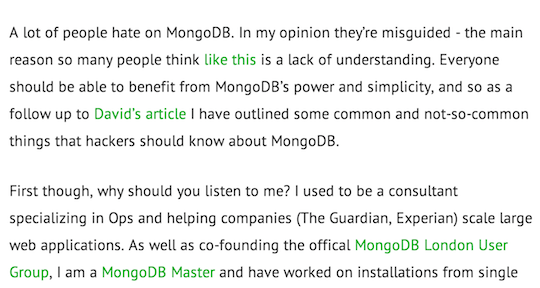 A lot of people hate on MongoDB. In my opinion they're misguided - the main
reason so many people think like this is a lack of understanding. Everyone
should be able to benefit from MongoDB's power and simplicity, and so as a
follow up to David's article I have outlined some common and not-so-common
things that hackers should know about MongoDB.
First though, why should you listen to me? I used to be a consultant
specializing in Ops and helping companies (The Guardian, Experian) scale large
web applications. As well as co-founding the offical MongoDB London User
Group, I am a MongoDB Master and have worked on installations from single